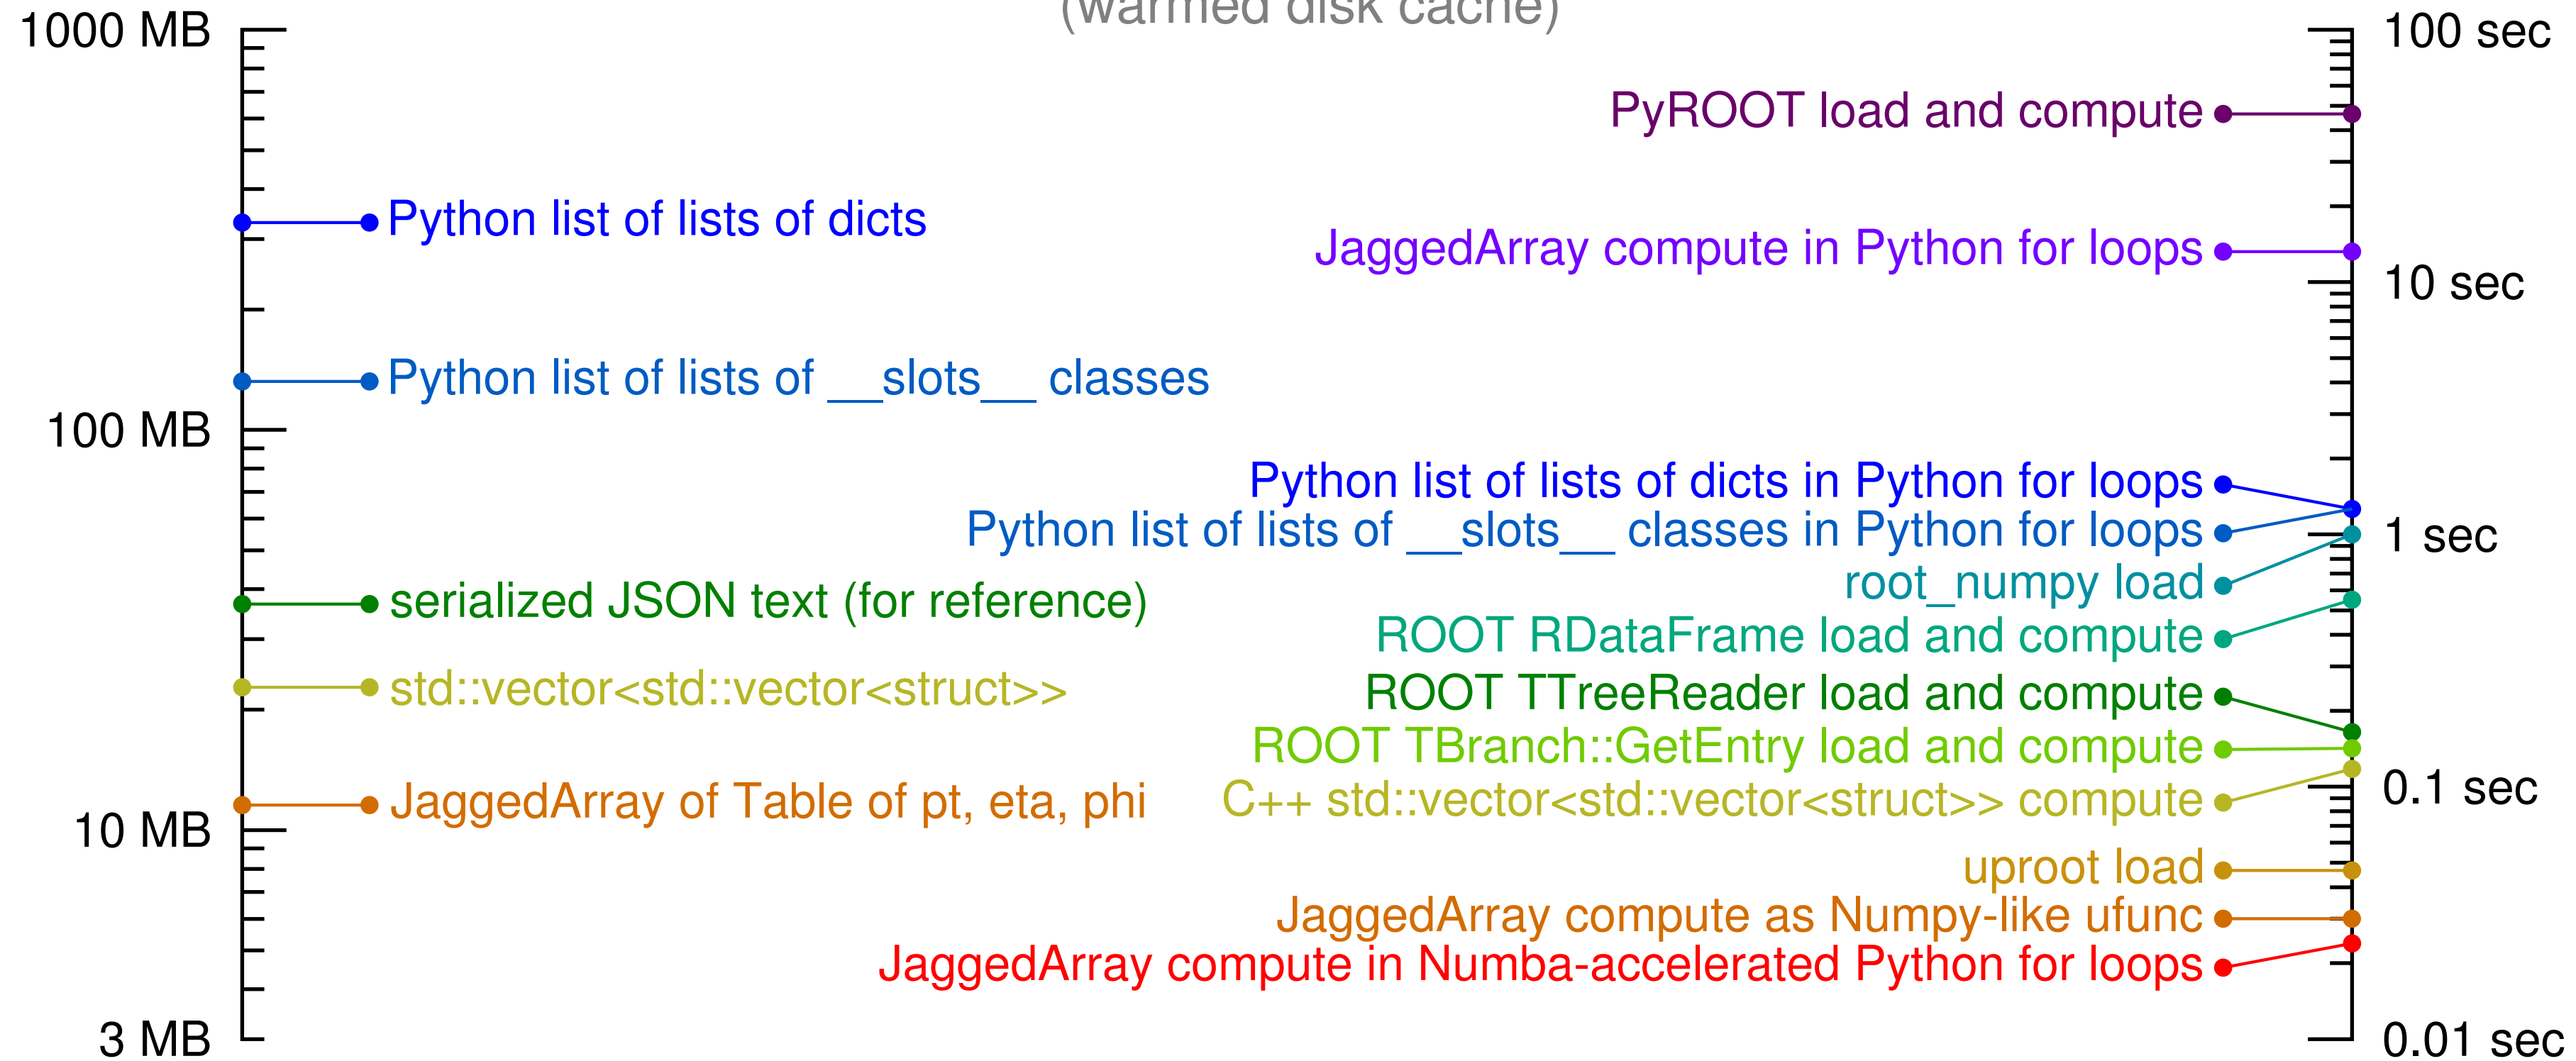 (warmed disk cache)
1000 MB
100 MB
10 MB
3 MB
Python list of lists of dicts
Python list of lists of __slots__ classes
serialized JSON text (for reference)
std::vector<std::vector<struct>>
JaggedArray of Table of pt, eta, phi
PyROOT load and compute
JaggedArray compute in Python for loops
Python list of lists of dicts in Python for loops
Python list of lists of __slots__ classes in Python for loops
root_numpy load
ROOT RDataFrame load and compute
ROOT TTreeReader load and compute
ROOT TBranch::GetEntry load and compute
C++ std::vector<std::vector<struct>> compute
uproot load
JaggedArray compute as Numpy-like ufunc
JaggedArray compute in Numba-accelerated Python for loops
100 sec
10 sec
1 sec
0.1 sec
0.01 sec